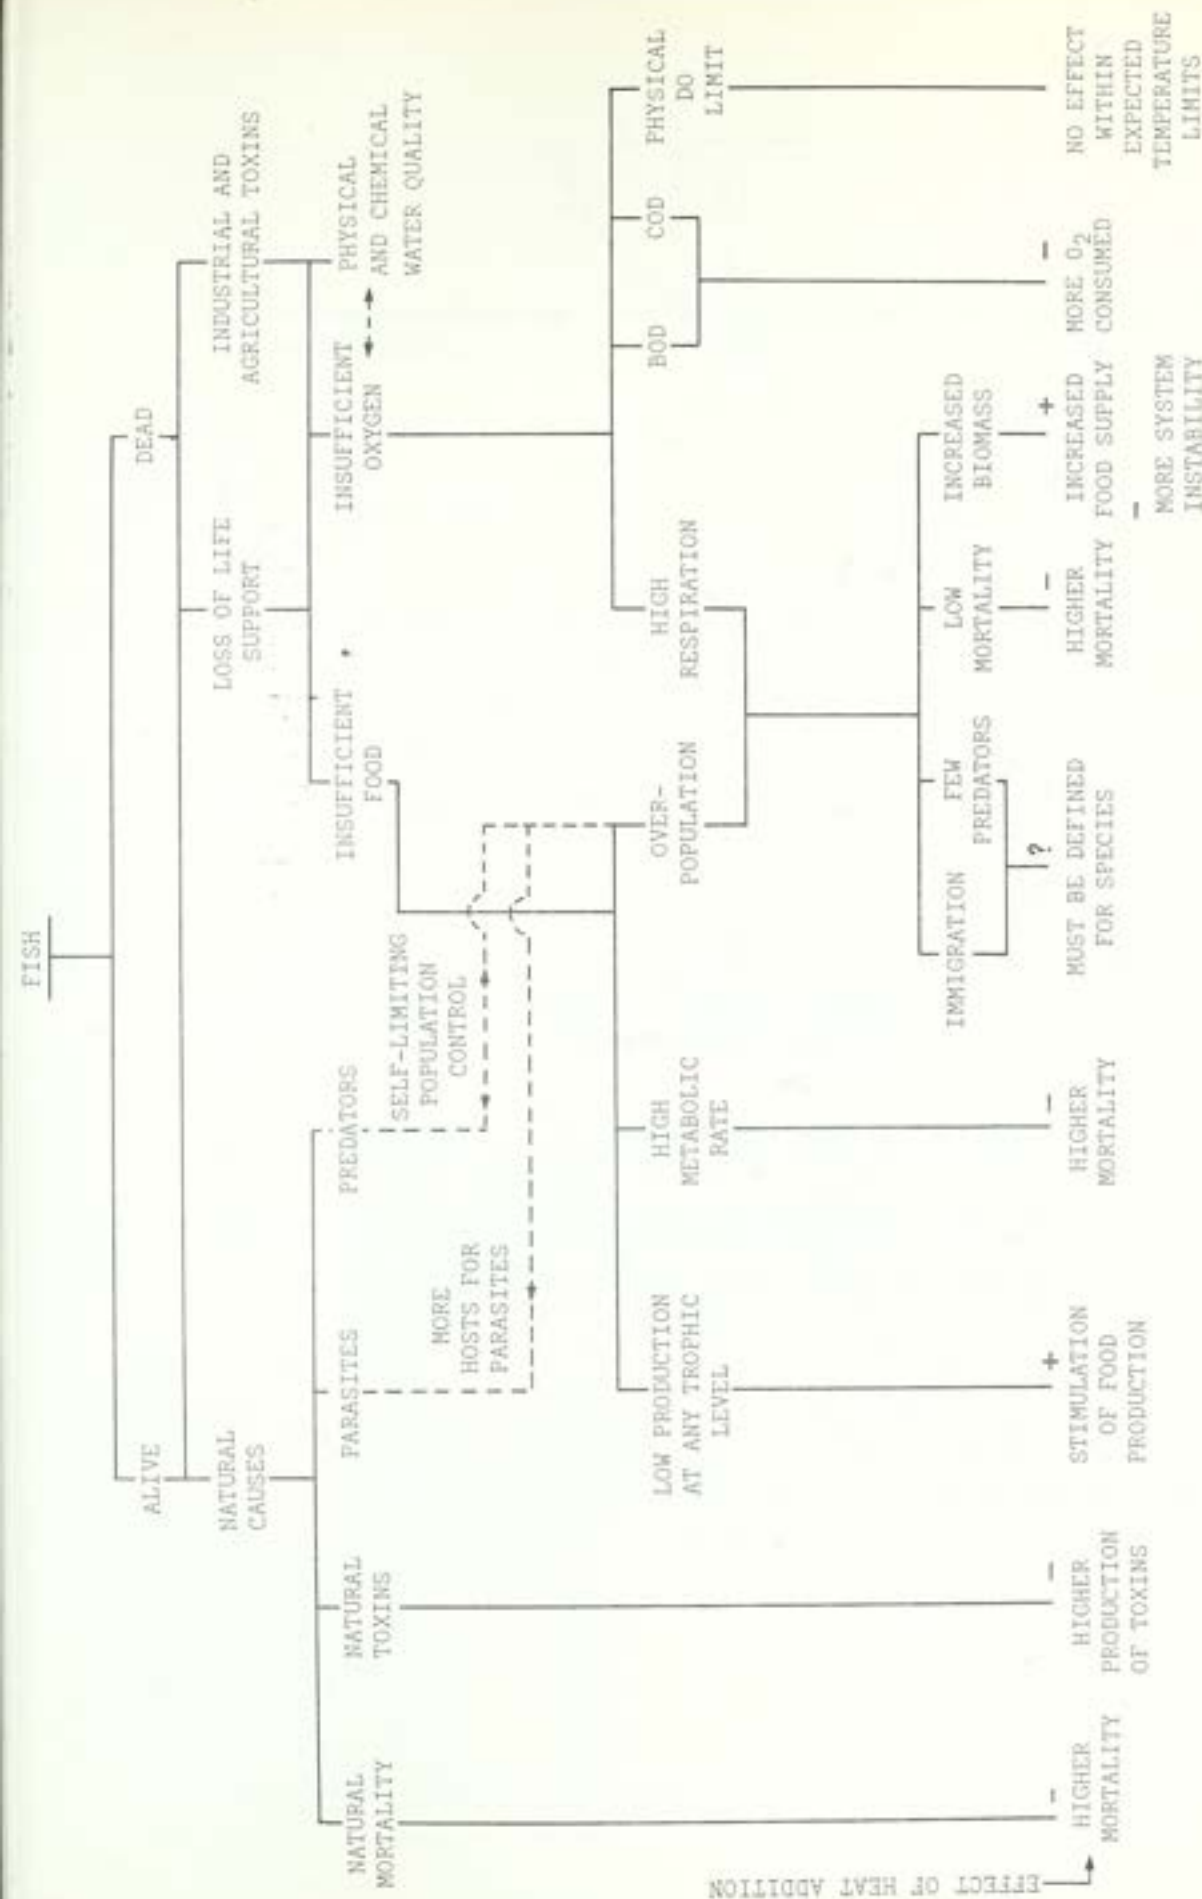 FISH
ALIVE
DEAD
NATURAL
CAUSES
LOSS OF LIFE
SUPPORT
INDUSTRIAL AND
AGRICULTURAL TOXINS
NATURAL
MORTALITY
NATURAL
TOXINS
PARASITES
PREDATORS
INSUFFICIENT
FOOD
INSUFFICIENT
OXYGEN
PHYSICAL
AND CHEMICAL
WATER QUALITY
MORE
HOSTS FOR
PARASITES
SELF-LIMITING
POPULATION
CONTROL
LOW PRODUCTION
AT ANY TROPHIC
LEVEL
HIGH
METABOLIC
RATE
OVER-
POPULATION
HIGH
RESPIRATION
BOD
COD
PHYSICAL
DO
LIMIT
IMMIGRATION
FEW
PREDATORS
LOW
MORTALITY
INCREASED
BIOMASS
EFFECT OF HEAT ADDITION
−
HIGHER
MORTALITY
−
HIGHER
PRODUCTION
OF TOXINS
+
STIMULATION
OF FOOD
PRODUCTION
−
HIGHER
MORTALITY
?
MUST BE DEFINED
FOR SPECIES
−
HIGHER
MORTALITY
+
INCREASED
FOOD SUPPLY
−
MORE SYSTEM
INSTABILITY
−
MORE O₂
CONSUMED
NO EFFECT
WITHIN
EXPECTED
TEMPERATURE
LIMITS